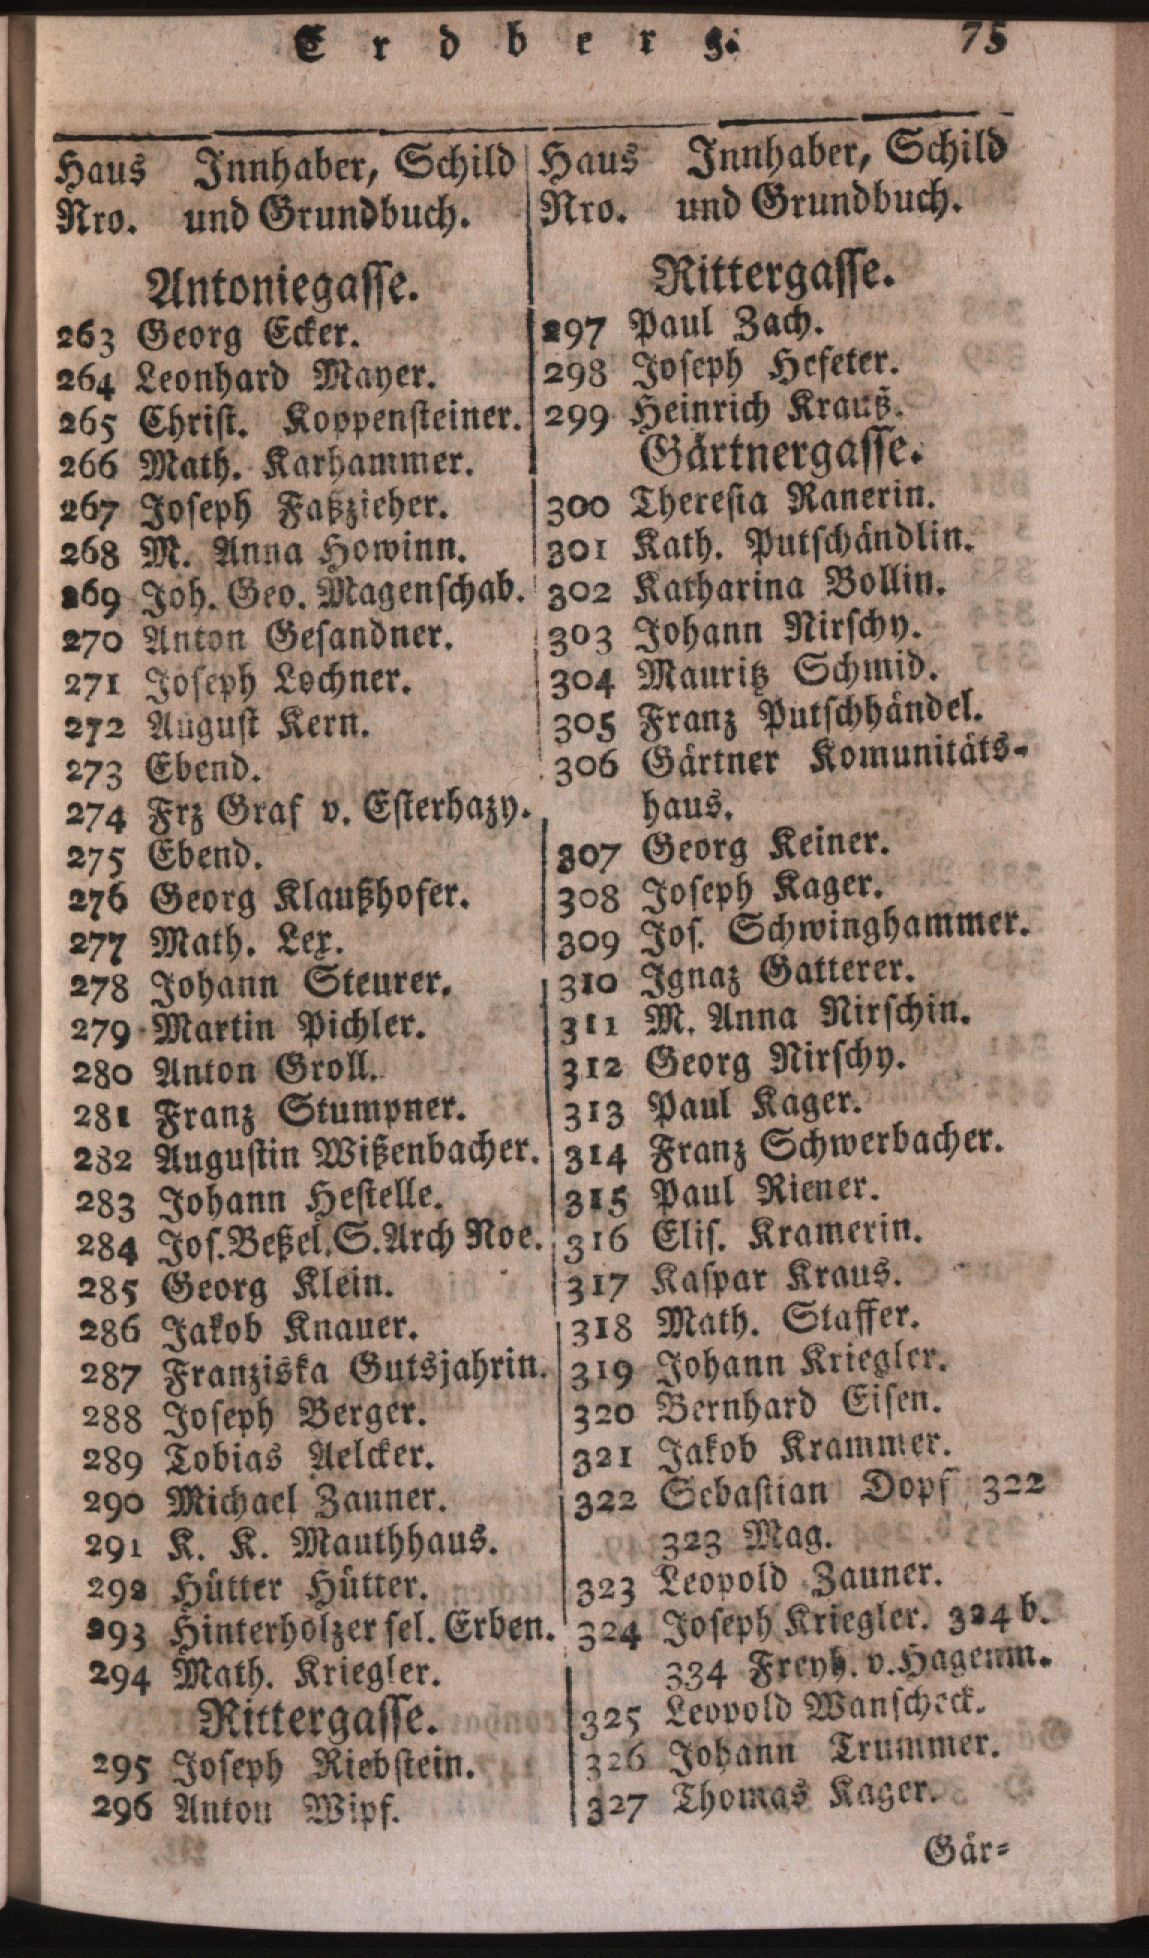 Erdberg. 75
Haus Innhaber, Schild
Nro. und Grundbuch.
Antoniegasse.
263 Georg Ecker.
264 Leonhard Mayer.
265 Christ. Koppensteiner.
266 Math. Karhammer.
267 Joseph Faßzieher.
268 M. Anna Howinn.
269 Joh. Geo. Magenschab.
270 Anton Gesandner.
271 Joseph Lochner.
272 August Kern.
273 Ebend.
274 Frz Graf v. Esterhazy.
275 Ebend.
276 Georg Klaußhofer.
277 Math. Lex.
278 Johann Steurer.
279 Martin Pichler.
280 Anton Groll.
281 Franz Stumpner.
282 Augustin Wißenbacher.
283 Johann Hestelle.
284 Jos. Beßel. S. Arch Noe.
285 Georg Klein.
286 Jakob Knauer.
287 Franziska Gutsjahrin.
288 Joseph Berger.
289 Tobias Aelcker.
290 Michael Zauner.
291 K. K. Mauthhaus.
292 Hütter Hütter.
293 Hinterholzer sel. Erben.
294 Math. Kriegler.
Rittergasse.
295 Joseph Riebstein.
296 Anton Wipf.
Haus Innhaber, Schild
Nro. und Grundbuch.
Rittergasse.
297 Paul Zach.
298 Joseph Hefeter.
299 Heinrich Krauß.
Gärtnergasse.
300 Theresia Ranerin.
301 Kath. Putschändlin.
302 Katharina Bollin.
303 Johann Nirschy.
304 Mauritz Schmid.
305 Franz Putschhändel.
306 Gärtner Komunitäts-
haus.
307 Georg Keiner.
308 Joseph Kager.
309 Jos. Schwinghammer.
310 Ignaz Gatterer.
311 M. Anna Nirschin.
312 Georg Nirschy.
313 Paul Kager.
314 Franz Schwerbacher.
315 Paul Riener.
316 Elis. Kramerin.
317 Kaspar Kraus.
318 Math. Staffer.
319 Johann Kriegler.
320 Bernhard Eisen.
321 Jakob Krammer.
322 Sebastian Dopf 322
323 Mag.
323 Leopold Zauner.
324 Joseph Kriegler. 324 b.
334 Freyh. v. Hagenm.
325 Leopold Wanscheck.
326 Johann Trummer.
327 Thomas Kager.
Gär-